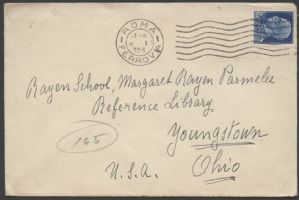 ROMA
FERROVIA
Rayen School, Margaret Rayen Parmelee
Reference Library
Youngstown
Ohio
165
U.S.A.